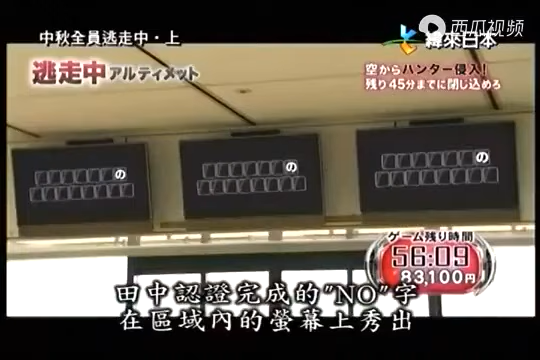 中秋全員逃走中·上
西瓜视频
緯來日本
逃走中アルティメット
空からハンター侵入!
残り45分までに閉じ込めろ
の
の
の
ゲーム残り時間
56:09
83,100円
田中認證完成的"NO"字
在區域內的螢幕上秀出